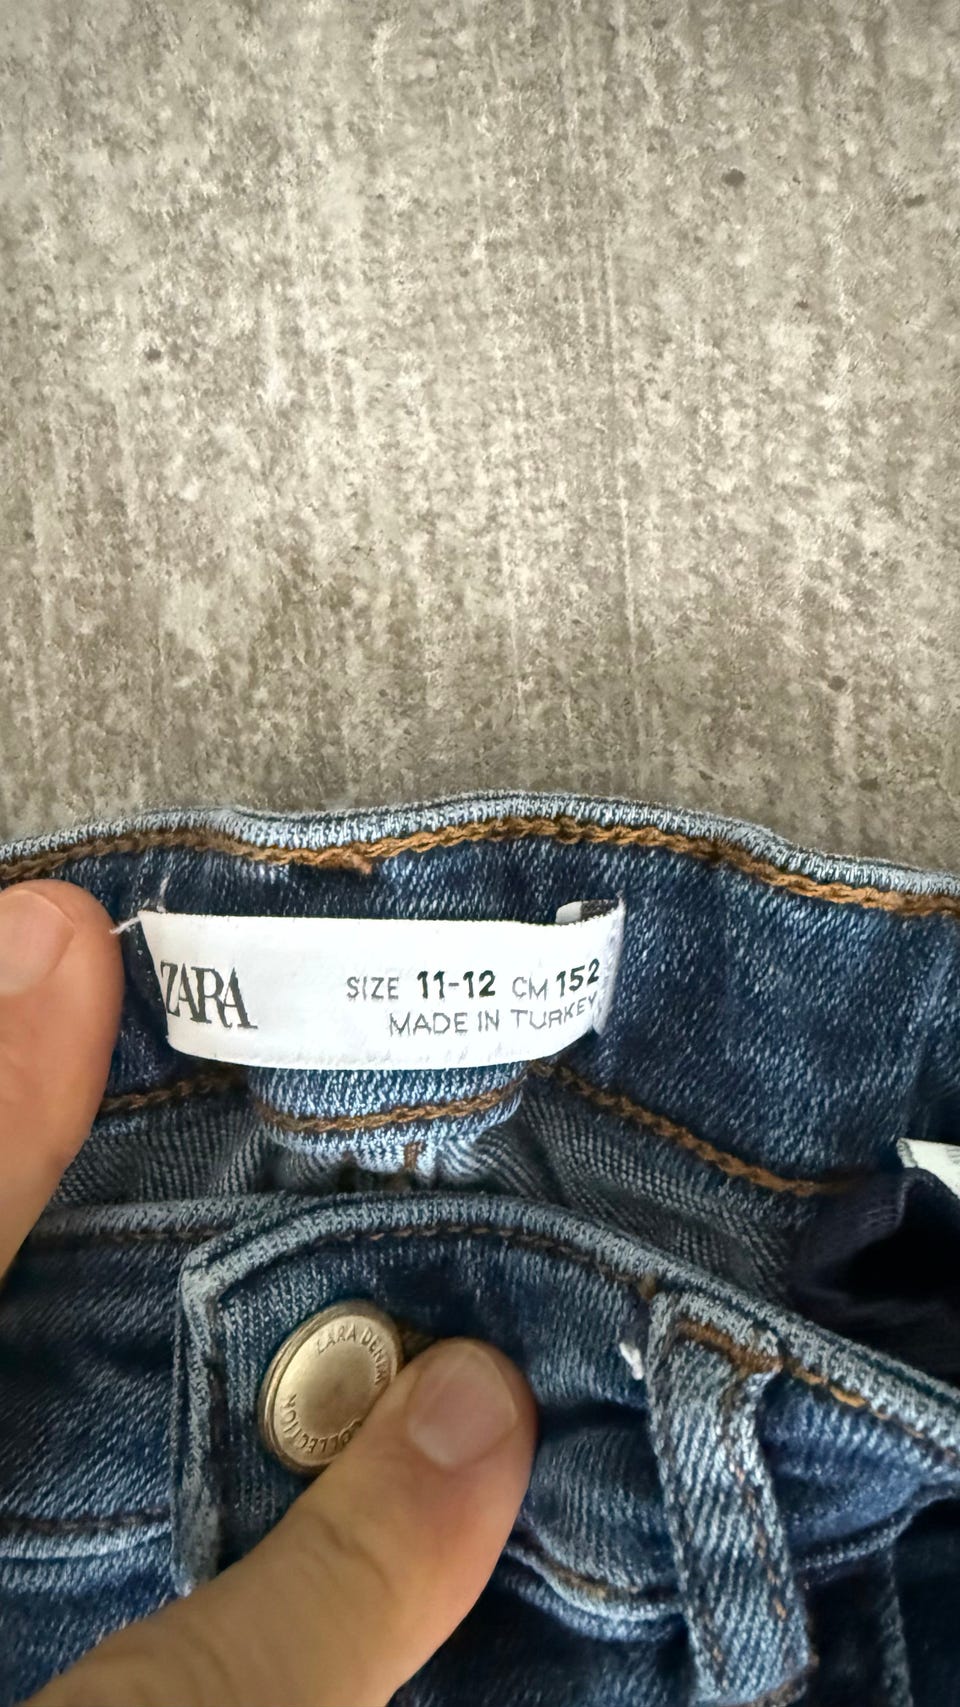 ZARA
SIZE 11-12 CM 152
MADE IN TURKEY
ZARA DENIM
COLLECTION